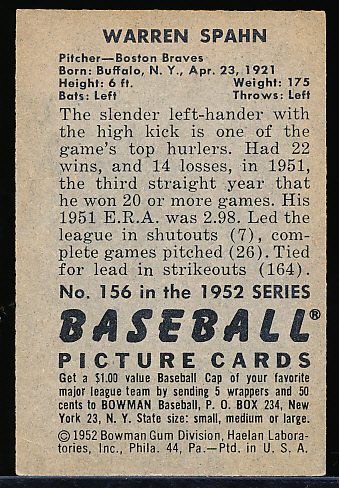 WARREN SPAHN
Pitcher—Boston Braves
Born: Buffalo, N. Y., Apr. 23, 1921
Height: 6 ft. Weight: 175
Bats: Left Throws: Left
The slender left-hander with
the high kick is one of the
game's top hurlers. Had 22
wins, and 14 losses, in 1951,
the third straight year that
he won 20 or more games. His
1951 E.R.A. was 2.98. Led the
league in shutouts (7), com-
plete games pitched (26). Tied
for lead in strikeouts (164).
No. 156 in the 1952 SERIES
BASEBALL®
PICTURE CARDS
Get a $1.00 value Baseball Cap of your favorite
major league team by sending 5 wrappers and 50
cents to BOWMAN Baseball, P. O. BOX 234, New
York 23, N. Y. State size: small, medium or large.
©1952 Bowman Gum Division, Haelan Labora-
tories, Inc., Phila. 44, Pa.—Ptd. in U. S. A.